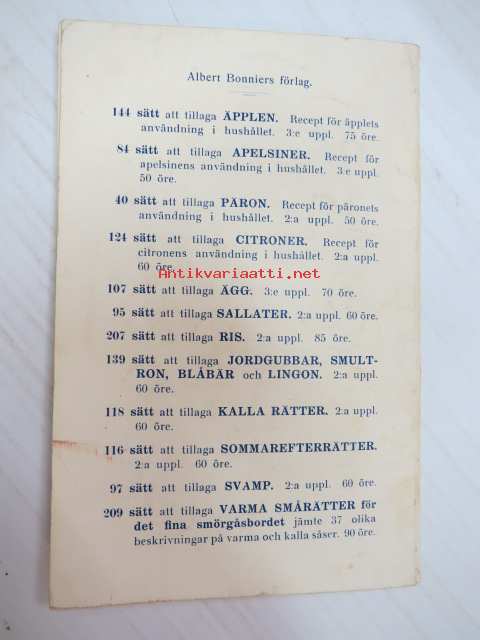 Albert Bonniers förlag.
144 sätt att tillaga ÄPPLEN. Recept för äpplets
användning i hushållet. 3:e uppl. 75 öre.
84 sätt att tillaga APELSINER. Recept för
apelsinens användning i hushållet. 3:e uppl.
50 öre.
40 sätt att tillaga PÄRON. Recept för päronets
användning i hushållet. 2:a uppl. 50 öre.
124 sätt att tillaga CITRONER. Recept för
citronens användning i hushållet. 2:a uppl.
60 öre.
Antikvariaatti.net
107 sätt att tillaga ÄGG. 3:e uppl. 70 öre.
95 sätt att tillaga SALLATER. 2:a uppl. 60 öre.
207 sätt att tillaga RIS. 2:a uppl. 85 öre.
139 sätt att tillaga JORDGUBBAR, SMULT-
RON, BLÅBÄR och LINGON. 2:a uppl.
60 öre.
118 sätt att tillaga KALLA RÄTTER. 2:a uppl.
60 öre.
116 sätt att tillaga SOMMAREFTERRÄTTER.
2:a uppl. 60 öre.
97 sätt att tillaga SVAMP. 2:a uppl. 60 öre.
209 sätt att tillaga VARMA SMÅRÄTTER för
det fina smörgåsbordet jämte 37 olika
beskrivningar på varma och kalla såser. 90 öre.